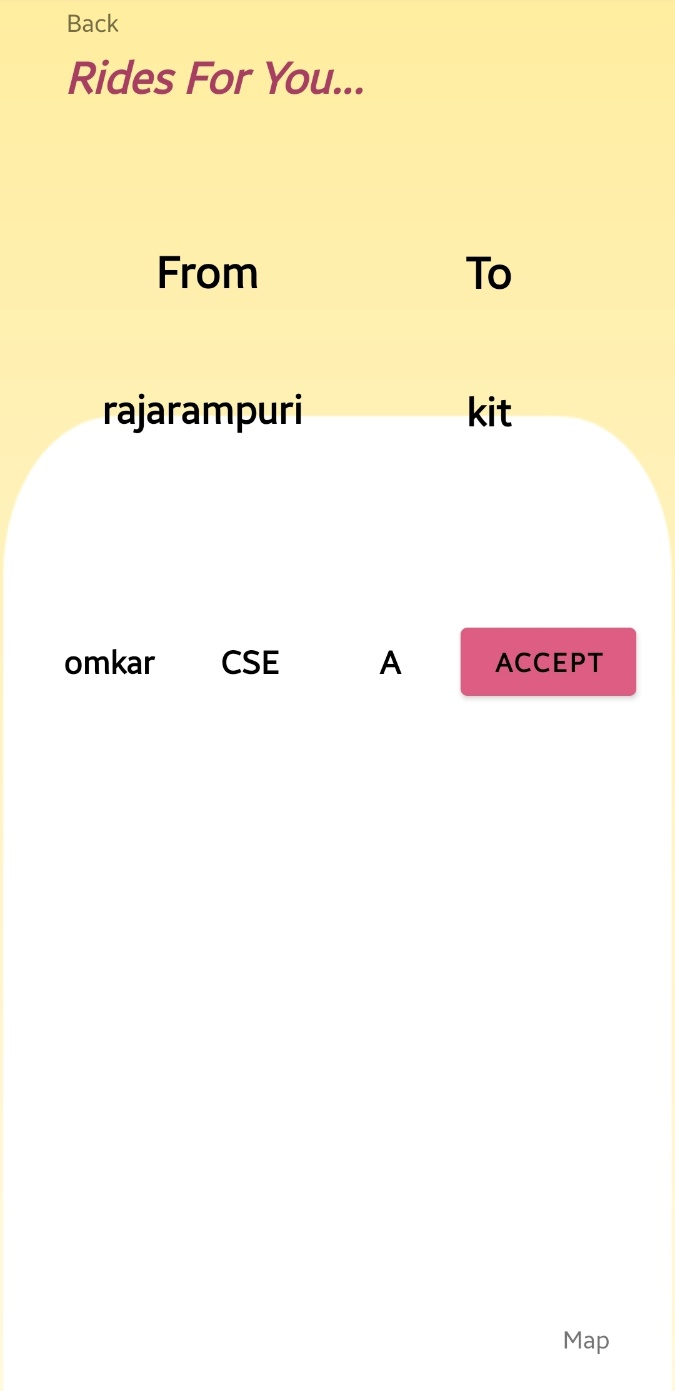 Back
Rides For You...
From To
rajarampuri kit
omkar CSE A ACCEPT
Map